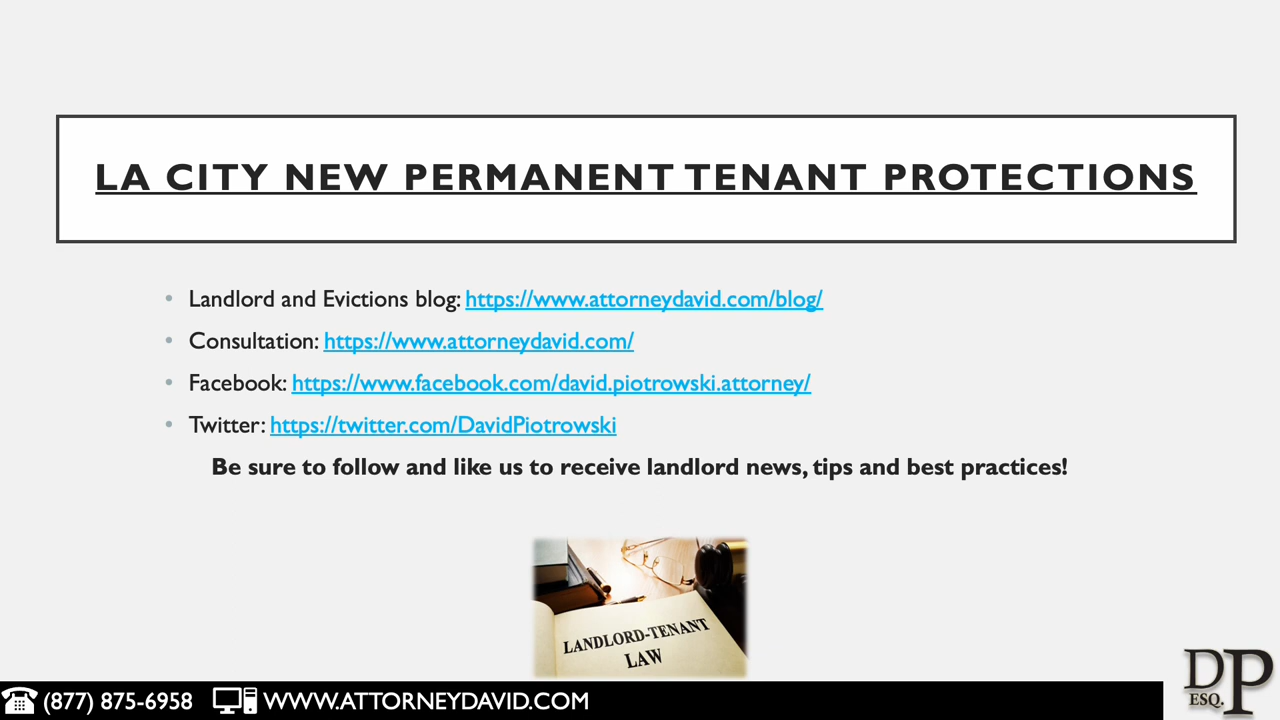 LA CITY NEW PERMANENT TENANT PROTECTIONS
• Landlord and Evictions blog: https://www.attorneydavid.com/blog/
• Consultation: https://www.attorneydavid.com/
• Facebook: https://www.facebook.com/david.piotrowski.attorney/
• Twitter: https://twitter.com/DavidPiotrowski
Be sure to follow and like us to receive landlord news, tips and best practices!
LANDLORD-TENANT
LAW
(877) 875-6958 WWW.ATTORNEYDAVID.COM
DP
ESQ.